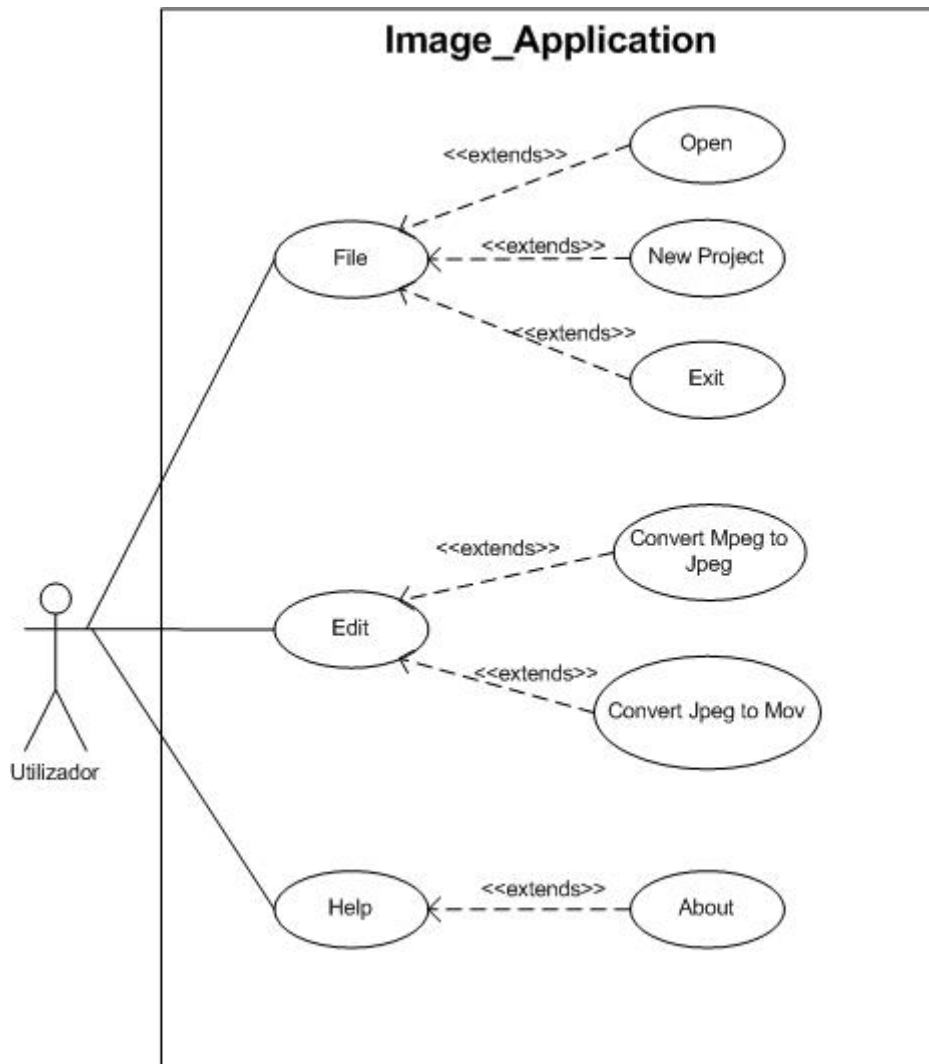 Image_Application
Open
<<extends>>
File
<<extends>>
New Project
<<extends>>
Exit
Convert Mpeg to
Jpeg
<<extends>>
Edit
<<extends>>
Convert Jpeg to Mov
Utilizador
Help
<<extends>>
About